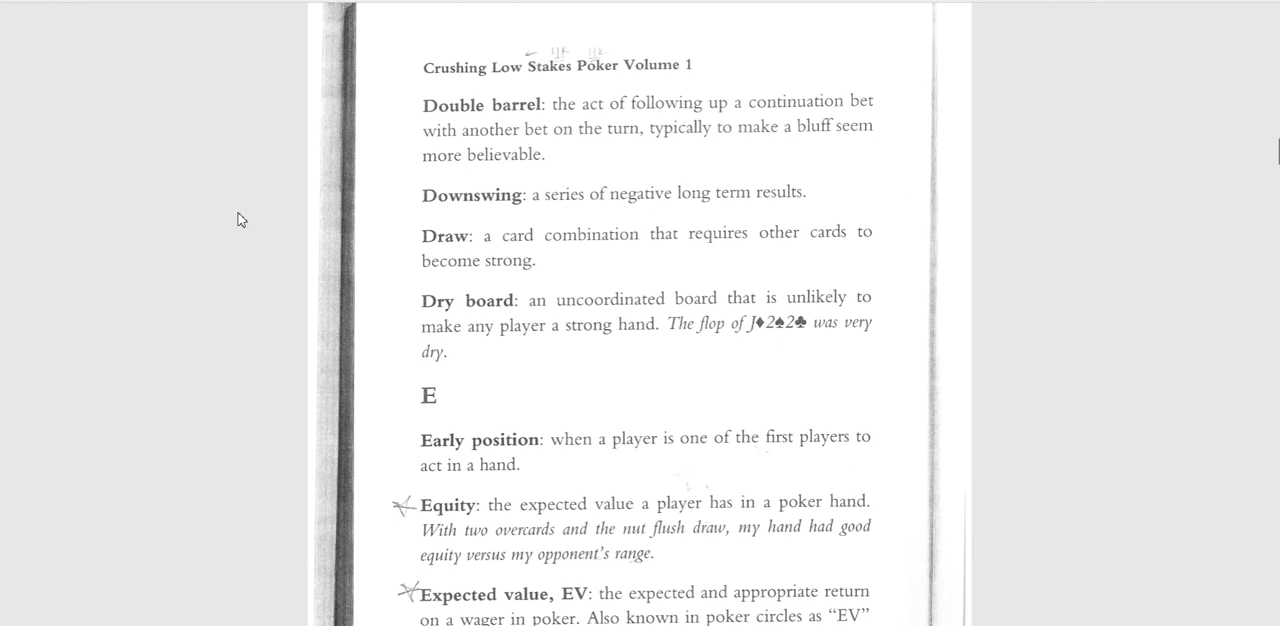 Crushing Low Stakes Poker Volume 1
Double barrel: the act of following up a continuation bet
with another bet on the turn, typically to make a bluff seem
more believable.
Downswing: a series of negative long term results.
Draw: a card combination that requires other cards to
become strong.
Dry board: an uncoordinated board that is unlikely to
make any player a strong hand. The flop of J♦2♠2♣ was very
dry.
E
Early position: when a player is one of the first players to
act in a hand.
Equity: the expected value a player has in a poker hand.
With two overcards and the nut flush draw, my hand had good
equity versus my opponent's range.
Expected value, EV: the expected and appropriate return
on a wager in poker. Also known in poker circles as “EV”